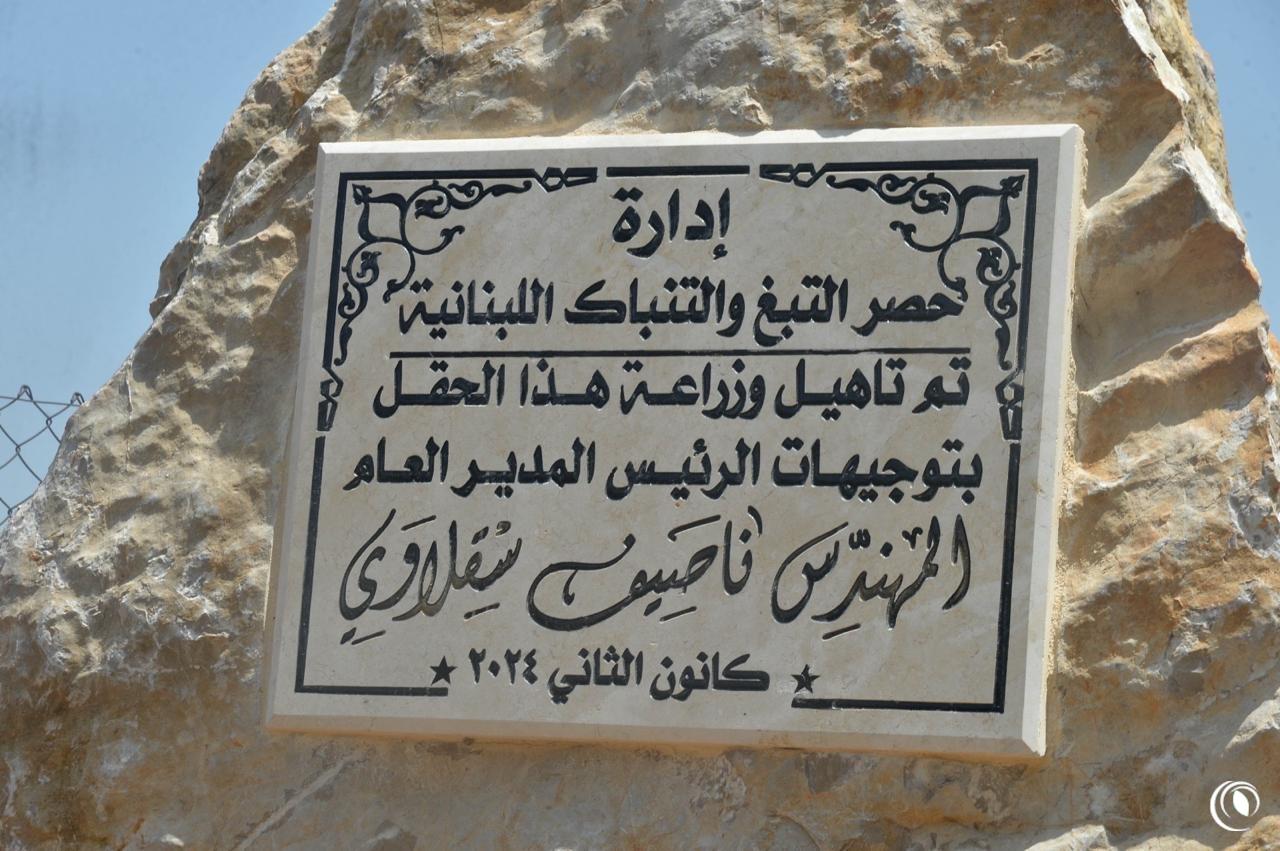 إدارة
حصر التبغ والتنباك اللبنانية
تم تاهيل وزراعة هذا الحقل
بتوجيهات الرئيس المدير العام
المهندّس ناصيف سقلاوي
كانون الثاني ٢٠٢٤